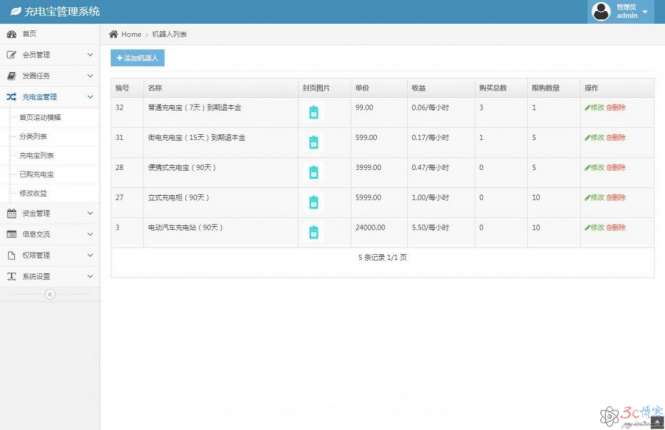 充电宝管理系统
管理员
admin
首页
会员管理
发圈任务
充电宝管理
首页滚动横幅
分类列表
充电宝列表
已购充电宝
修改收益
资金管理
信息交流
权限管理
系统设置
Home > 机器人列表
添加机器人
编号 名称 封页图片 单价 收益 购买总数 限购数量 操作
32 普通充电宝（7天）到期退本金 99.00 0.06/每小时 3 1 修改 删除
31 街电充电宝（15天）到期退本金 599.00 0.17/每小时 1 5 修改 删除
28 便携式充电宝（90天） 3999.00 0.47/每小时 0 5 修改 删除
27 立式充电柜（90天） 5999.00 1.00/每小时 0 10 修改 删除
3 电动汽车充电站（90天） 24000.00 5.50/每小时 0 10 修改 删除
5 条记录 1/1 页
3c博客